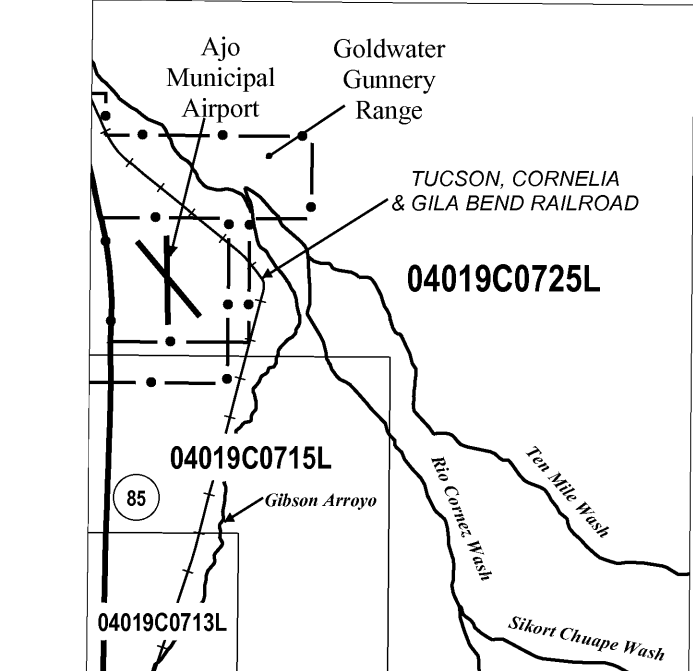 Ajo
Municipal
Airport
Goldwater
Gunnery
Range
TUCSON, CORNELIA
& GILA BEND RAILROAD
04019C0725L
04019C0715L
85
Gibson Arroyo
Rio Cornez Wash
Ten Mile Wash
04019C0713L
Sikort Chuape Wash